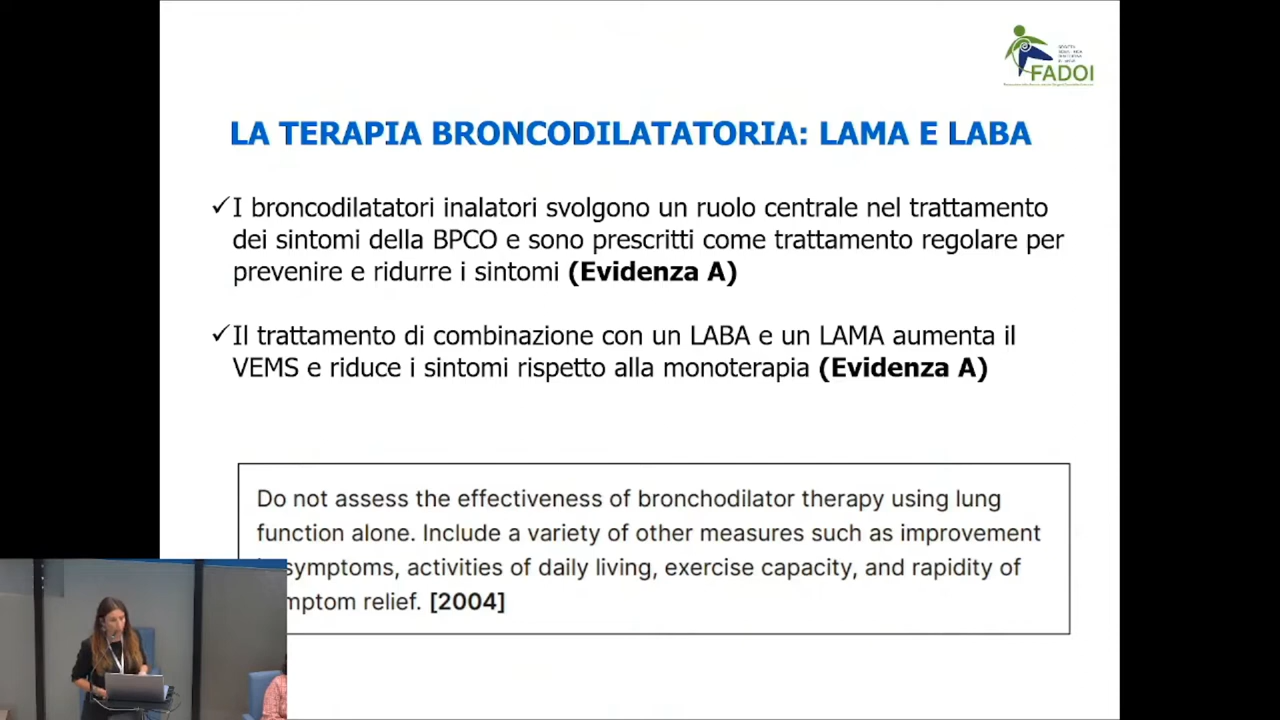 FADOI
LA TERAPIA BRONCODILATATORIA: LAMA E LABA
✓I broncodilatatori inalatori svolgono un ruolo centrale nel trattamento
dei sintomi della BPCO e sono prescritti come trattamento regolare per
prevenire e ridurre i sintomi (Evidenza A)
✓Il trattamento di combinazione con un LABA e un LAMA aumenta il
VEMS e riduce i sintomi rispetto alla monoterapia (Evidenza A)
Do not assess the effectiveness of bronchodilator therapy using lung
function alone. Include a variety of other measures such as improvement
symptoms, activities of daily living, exercise capacity, and rapidity of
mptom relief. [2004]